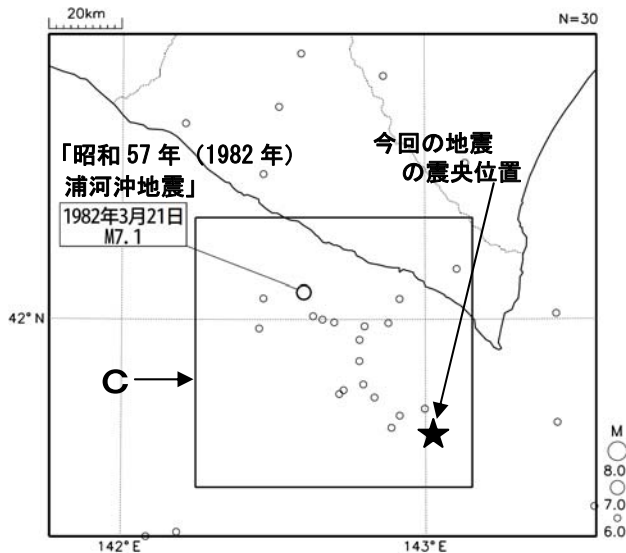 20km
N=30
「昭和 57 年（1982 年）
浦河沖地震」
1982年3月21日
M7.1
今回の地震
の震央位置
42°N
C
M
8.0
7.0
6.0
142°E
143°E